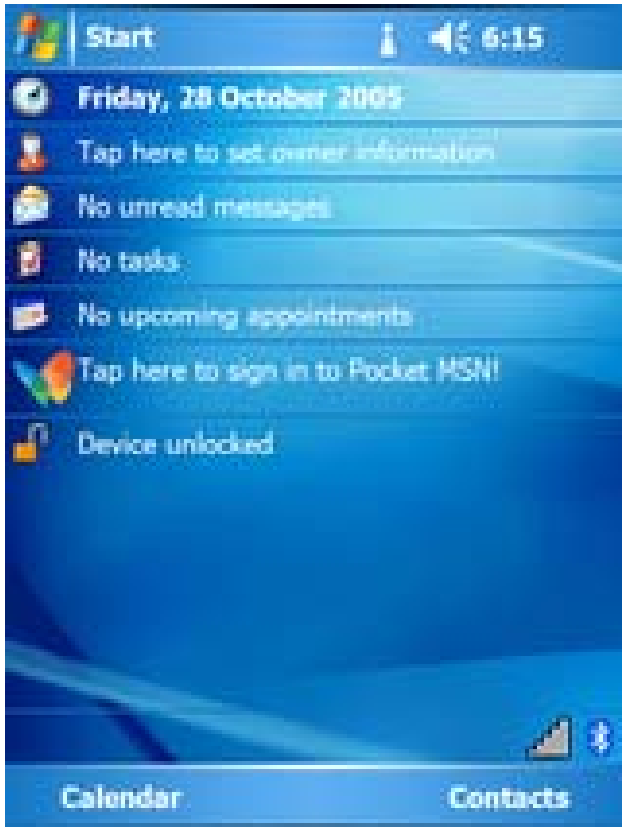 Start 6:15
Friday, 28 October 2005
Tap here to set owner information
No unread messages
No tasks
No upcoming appointments
Tap here to sign in to Pocket MSN!
Device unlocked
Calendar Contacts